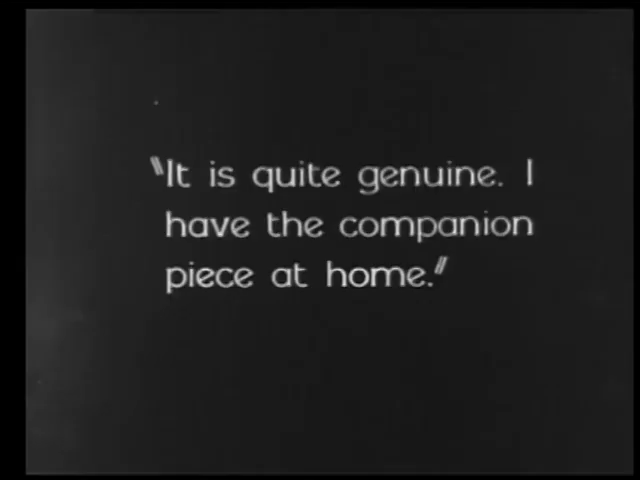 "It is quite genuine. I
have the companion
piece at home."